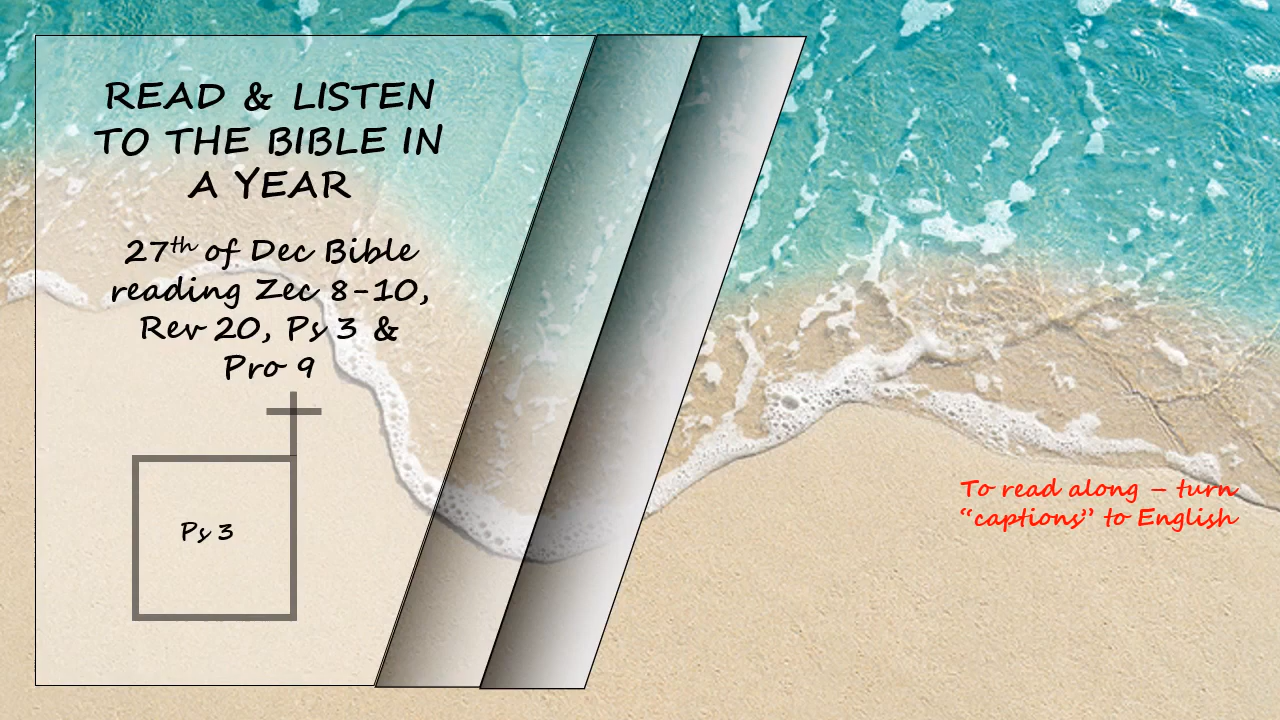 READ & LISTEN
TO THE BIBLE IN
A YEAR
27th of Dec Bible
reading Zec 8-10,
Rev 20, Ps 3 &
Pro 9
Ps 3
To read along – turn
“captions” to English